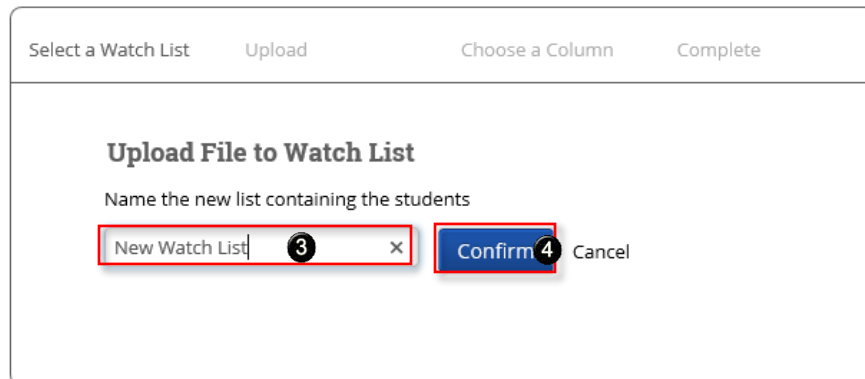 Select a Watch List Upload Choose a Column Complete
Upload File to Watch List
Name the new list containing the students
New Watch List 3 × Confirm 4 Cancel